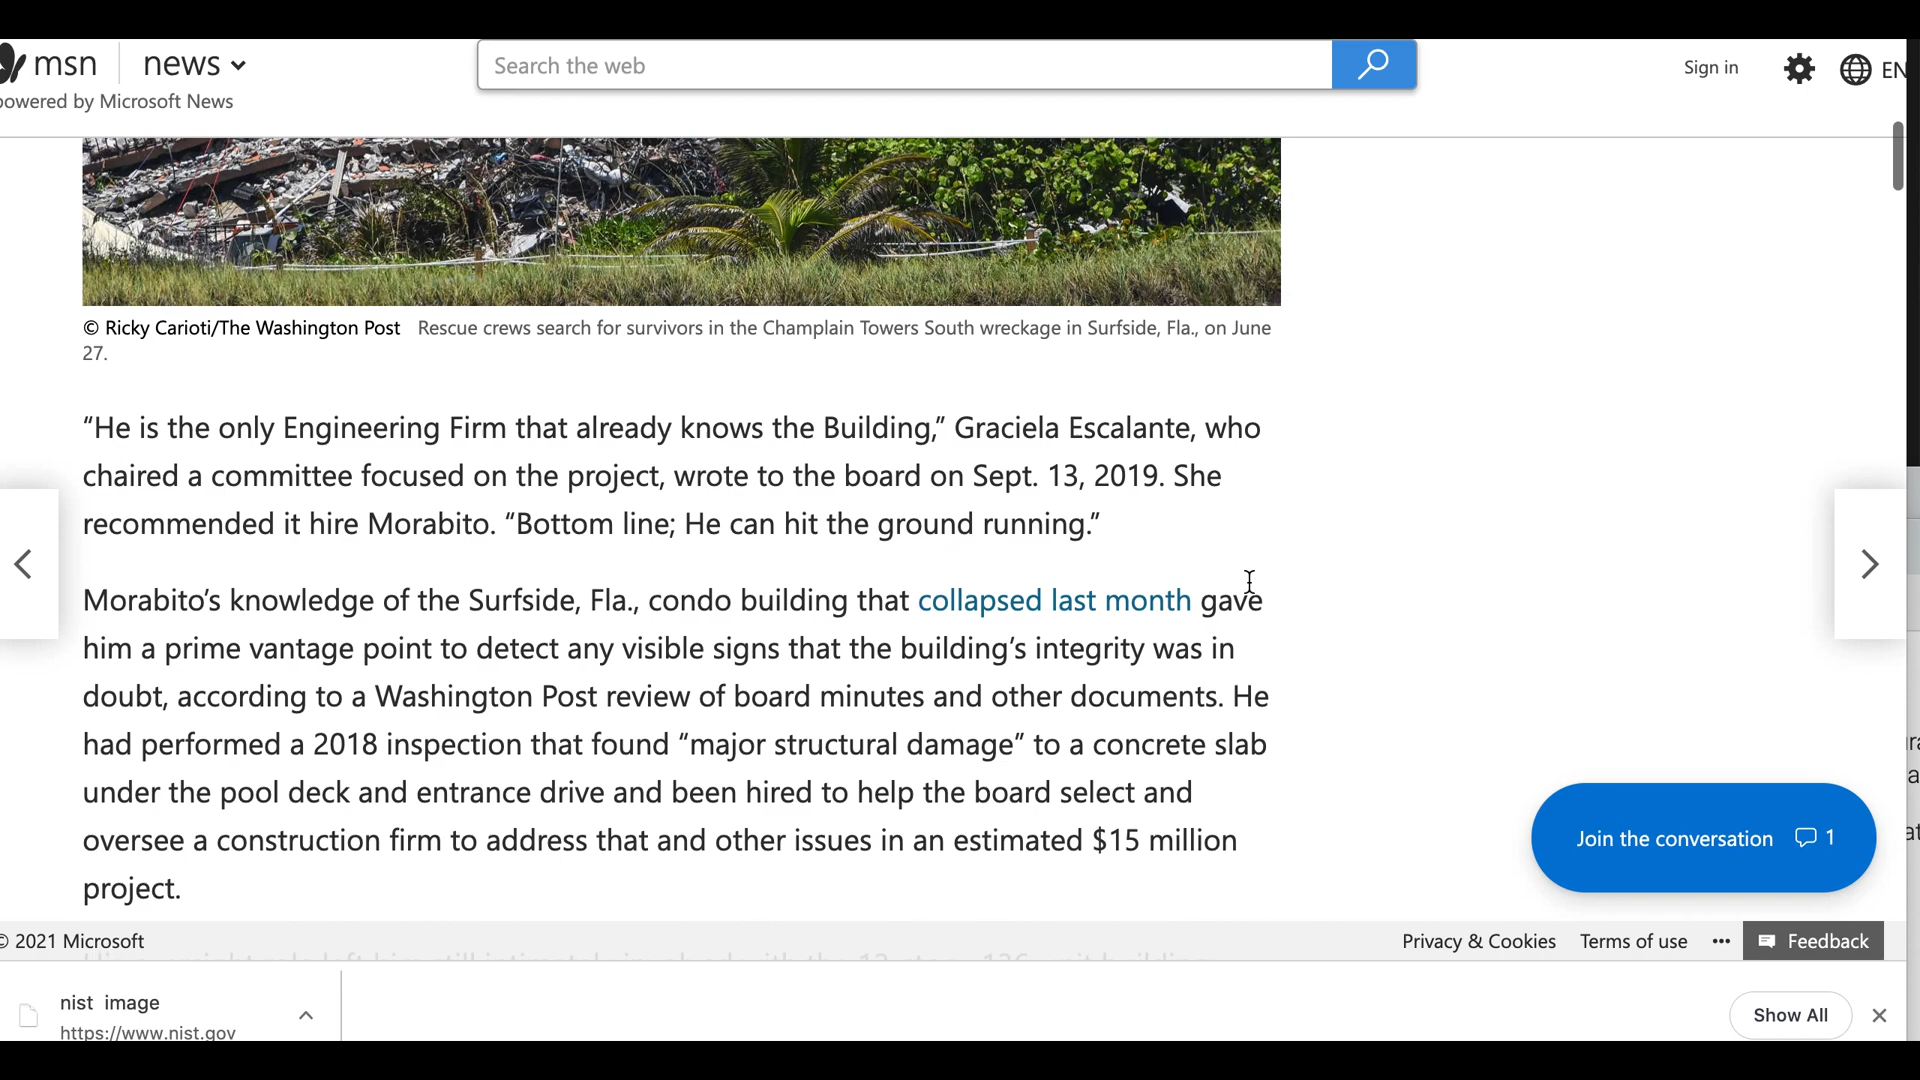 msn news
powered by Microsoft News
Search the web
Sign in
EN
© Ricky Carioti/The Washington Post Rescue crews search for survivors in the Champlain Towers South wreckage in Surfside, Fla., on June
27.
“He is the only Engineering Firm that already knows the Building,” Graciela Escalante, who
chaired a committee focused on the project, wrote to the board on Sept. 13, 2019. She
recommended it hire Morabito. “Bottom line; He can hit the ground running.”
Morabito’s knowledge of the Surfside, Fla., condo building that collapsed last month gave
him a prime vantage point to detect any visible signs that the building’s integrity was in
doubt, according to a Washington Post review of board minutes and other documents. He
had performed a 2018 inspection that found “major structural damage” to a concrete slab
under the pool deck and entrance drive and been hired to help the board select and
oversee a construction firm to address that and other issues in an estimated $15 million
project.
Join the conversation 1
© 2021 Microsoft
Privacy & Cookies Terms of use ••• Feedback
nist image
https://www.nist.gov
Show All